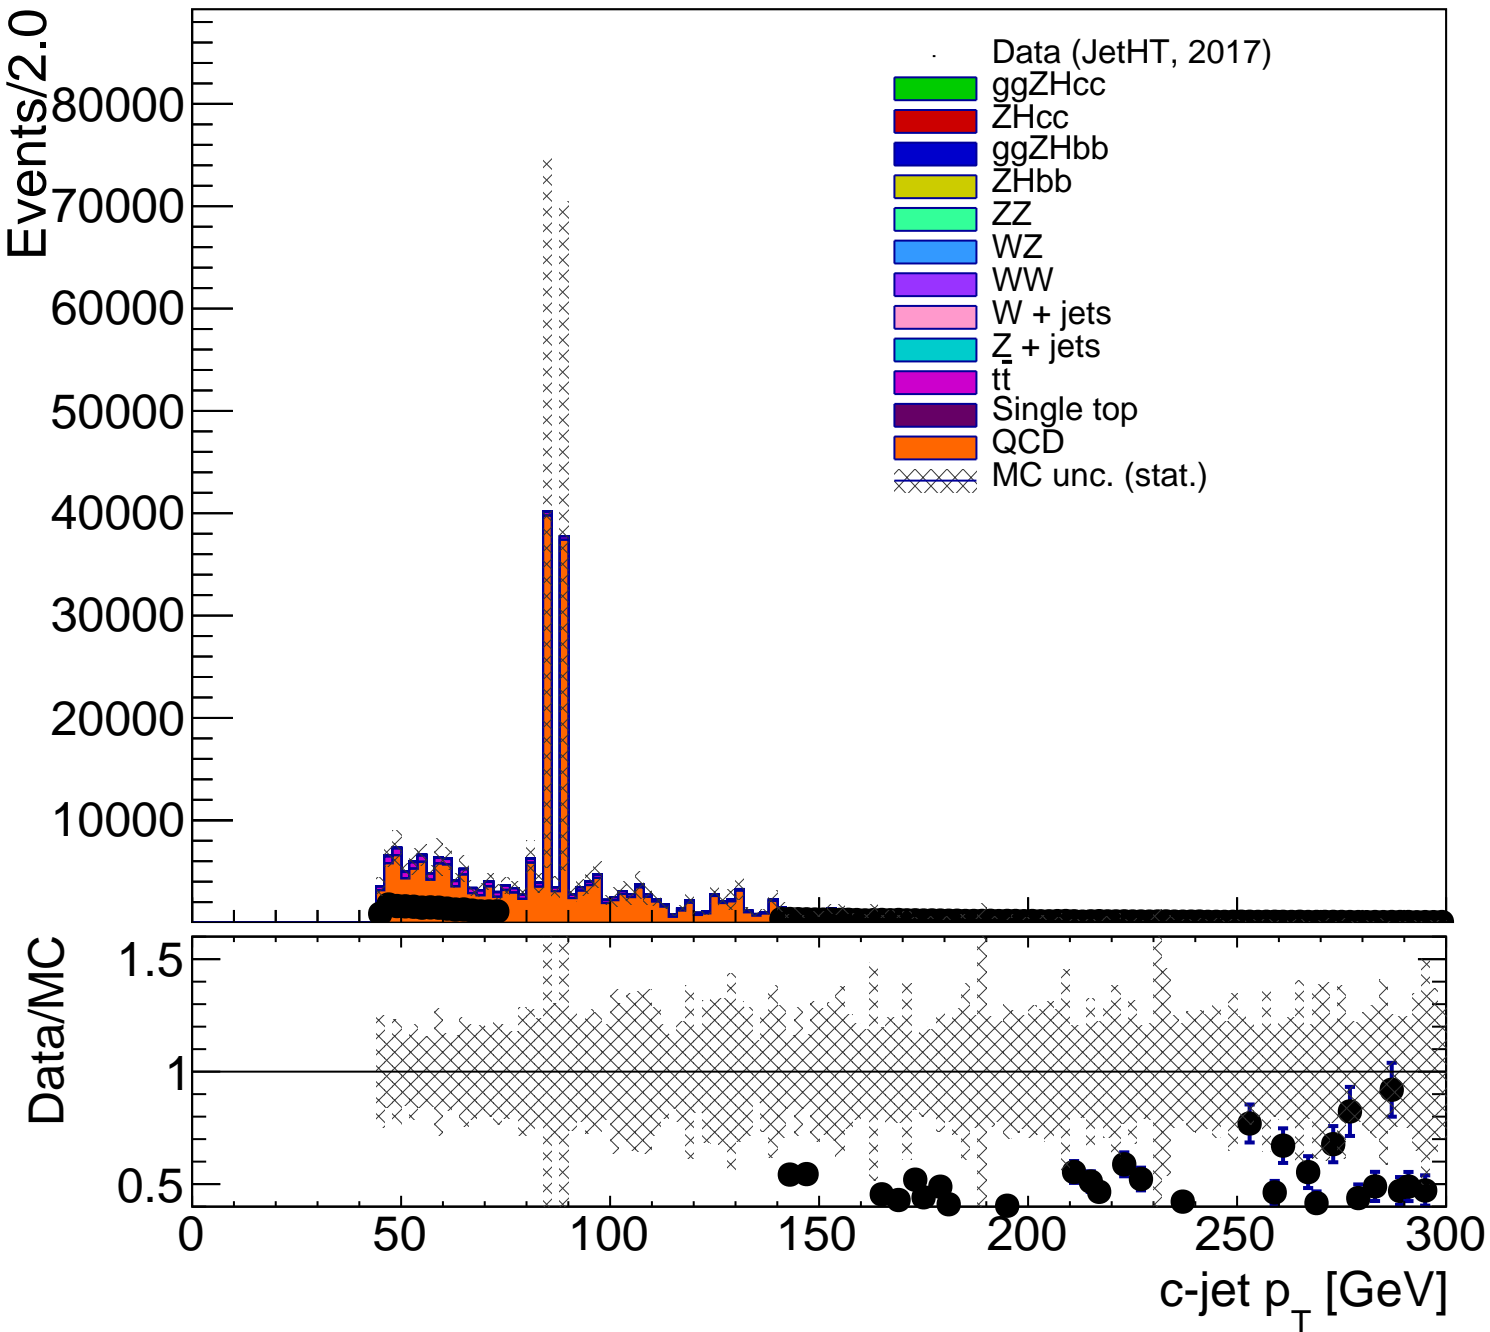 Events/2.0
80000
70000
60000
50000
40000
30000
20000
10000
Data (JetHT, 2017)
ggZHcc
ZHcc
ggZHbb
ZHbb
ZZ
WZ
WW
W + jets
Z + jets
tt̄
Single top
QCD
MC unc. (stat.)
Data/MC
1.5
1
0.5
0 50 100 150 200 250 300
c-jet p_T [GeV]